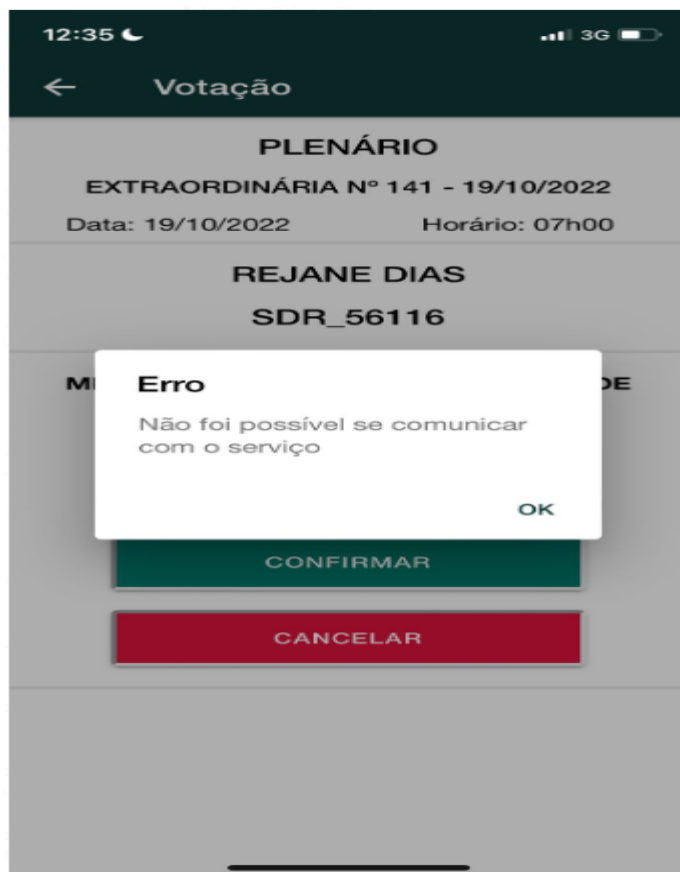 12:35
3G
Votação
PLENÁRIO
EXTRAORDINÁRIA Nº 141 - 19/10/2022
Data: 19/10/2022 Horário: 07h00
REJANE DIAS
SDR_56116
Erro
Não foi possível se comunicar
com o serviço
OK
CONFIRMAR
CANCELAR